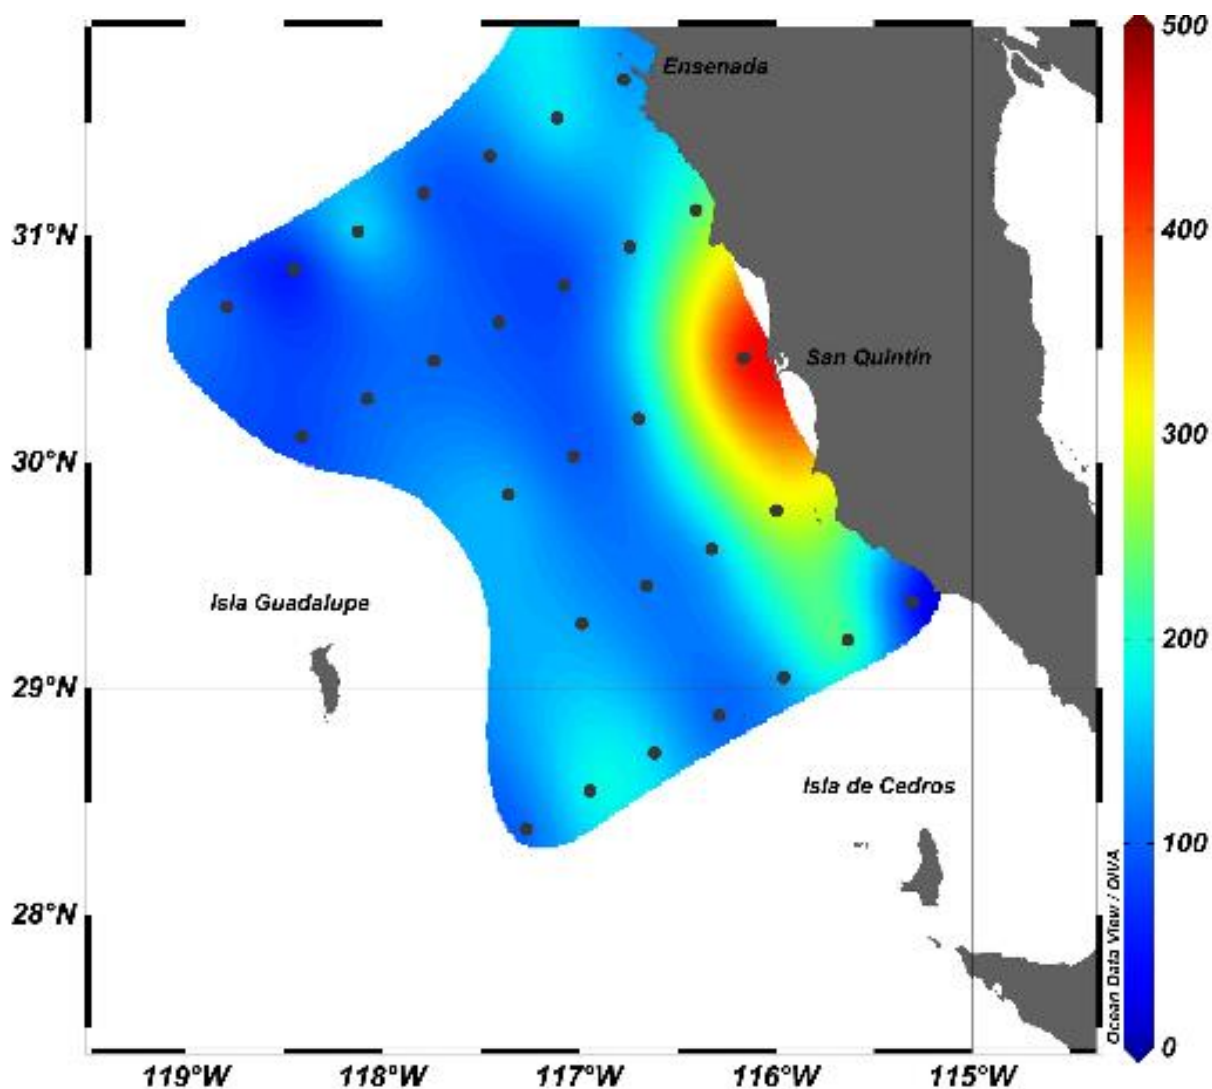 500
Ensenada
31°N
400
San Quintín
300
30°N
Isla Guadalupe
200
29°N
Isla de Cedros
100
Ocean Data View / DIVA
28°N
0
119°W 118°W 117°W 116°W 115°W